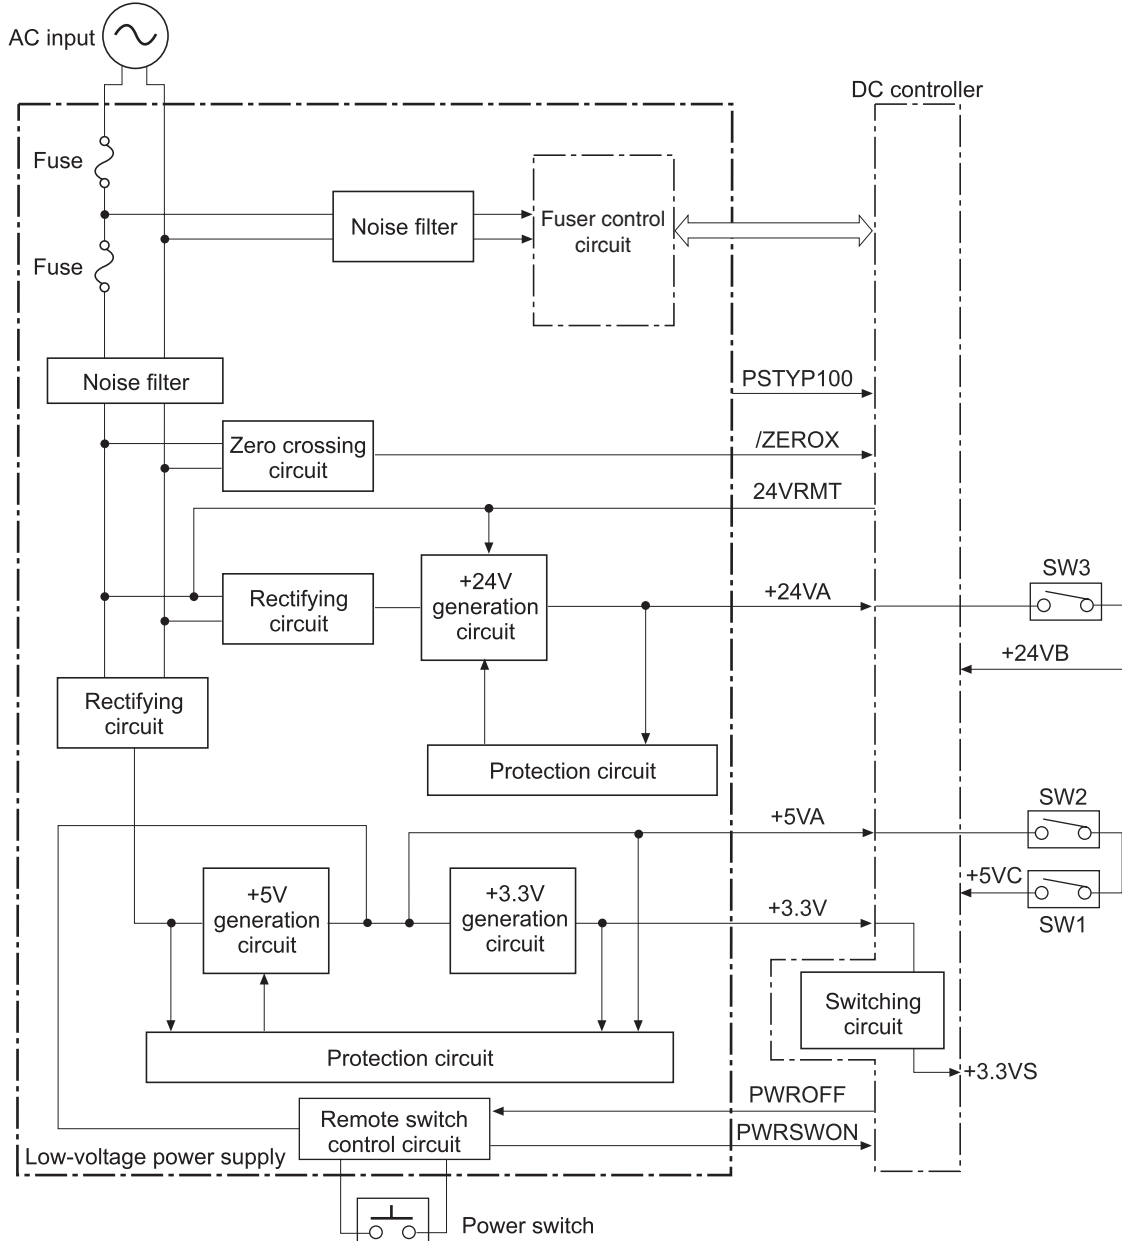 AC input
DC controller
Fuse
Noise filter
Fuser control
circuit
Fuse
Noise filter
PSTYP100
Zero crossing
circuit
/ZEROX
24VRMT
Rectifying
circuit
+24V
generation
circuit
+24VA
SW3
+24VB
Rectifying
circuit
Protection circuit
+5VA
SW2
+5V
generation
circuit
+3.3V
generation
circuit
+3.3V
+5VC
SW1
Switching
circuit
Protection circuit
+3.3VS
PWROFF
Remote switch
control circuit
PWRSWON
Low-voltage power supply
Power switch